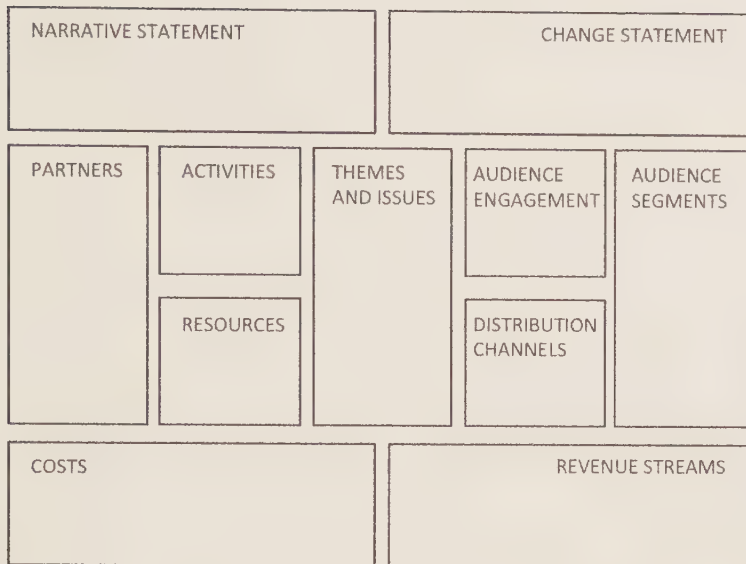 NARRATIVE STATEMENT
CHANGE STATEMENT
PARTNERS
ACTIVITIES
THEMES
AND ISSUES
AUDIENCE
ENGAGEMENT
AUDIENCE
SEGMENTS
RESOURCES
DISTRIBUTION
CHANNELS
COSTS
REVENUE STREAMS